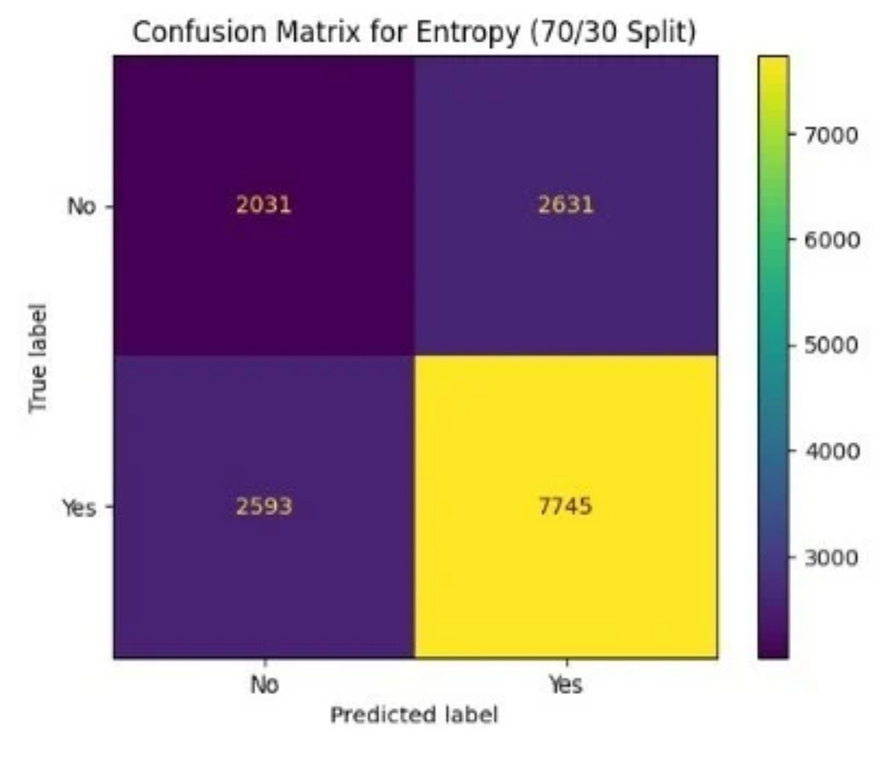 Confusion Matrix for Entropy (70/30 Split)
7000
No 2031 2631
6000
True label
5000
4000
Yes 2593 7745
3000
No Yes
Predicted label